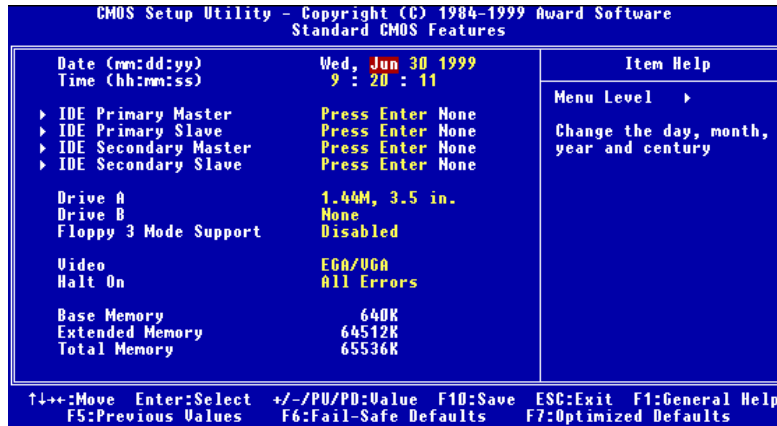 CMOS Setup Utility - Copyright (C) 1984-1999 Award Software
Standard CMOS Features
Date (mm:dd:yy) Wed, Jun 30 1999
Time (hh:mm:ss) 9 : 20 : 11
▸ IDE Primary Master Press Enter None
▸ IDE Primary Slave Press Enter None
▸ IDE Secondary Master Press Enter None
▸ IDE Secondary Slave Press Enter None
Drive A 1.44M, 3.5 in.
Drive B None
Floppy 3 Mode Support Disabled
Video EGA/VGA
Halt On All Errors
Base Memory 640K
Extended Memory 64512K
Total Memory 65536K
Item Help
Menu Level ▸
Change the day, month,
year and century
↑↓→←:Move Enter:Select +/-/PU/PD:Value F10:Save ESC:Exit F1:General Help
F5:Previous Values F6:Fail-Safe Defaults F7:Optimized Defaults